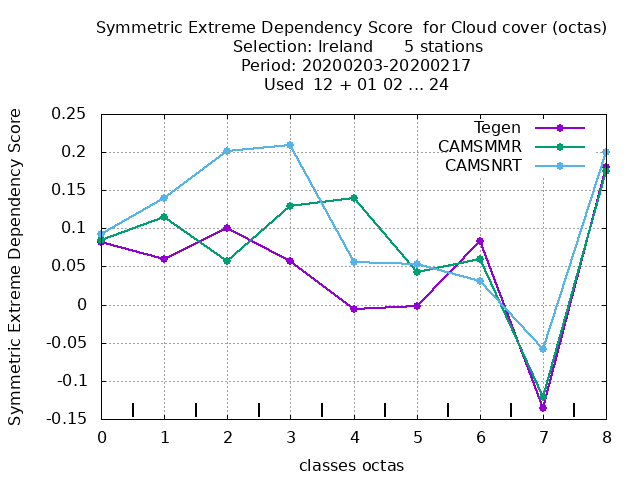 Symmetric Extreme Dependency Score  for Cloud cover (octas)
Selection: Ireland      5 stations
Period: 20200203-20200217
Used  12 + 01 02 ... 24
Symmetric Extreme Dependency Score
0.25
0.2
0.15
0.1
0.05
0
-0.05
-0.1
-0.15
Tegen
CAMSMMR
CAMSNRT
0 1 2 3 4 5 6 7 8
classes octas